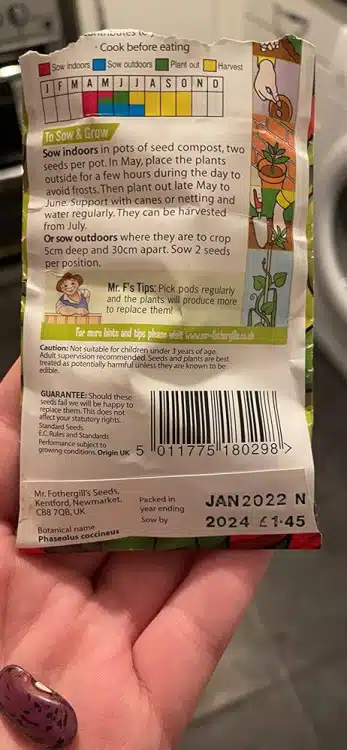 · Cook before eating
Sow indoors Sow outdoors Plant out Harvest
J F M A M J J A S O N D
To Sow & Grow
Sow indoors in pots of seed compost, two
seeds per pot. In May, place the plants
outside for a few hours during the day to
avoid frosts. Then plant out late May to
June. Support with canes or netting and
water regularly. They can be harvested
from July.
Or sow outdoors where they are to crop
5cm deep and 30cm apart. Sow 2 seeds
per position.
Mr. F's Tips: Pick pods regularly
and the plants will produce more
to replace them!
For more hints and tips please visit www.mr-fothergills.co.uk
Caution: Not suitable for children under 3 years of age.
Adult supervision recommended. Seeds and plants are best
treated as potentially harmful unless they are known to be
edible.
GUARANTEE: Should these
seeds fail we will be happy to
replace them. This does not
affect your statutory rights.
Standard Seeds.
E.C. Rules and Standards
Performance subject to
growing conditions. Origin UK
5 011775 180298 >
Mr. Fothergill's Seeds,
Kentford, Newmarket,
CB8 7QB, UK
Botanical name
Phaseolus coccineus
Packed in
year ending
JAN2022 N
Sow by
2024 £1·45